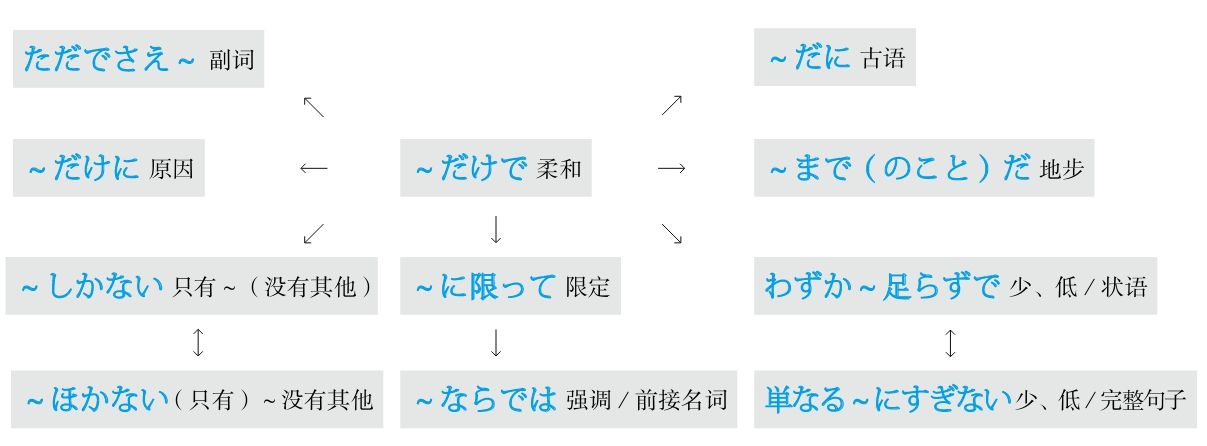 ただでさえ~ 副词
~だに 古语
~だけに 原因
~だけで 柔和
~まで(のこと)だ 地步
~しかない 只有~(没有其他)
~に限って 限定
わずか~足らずで 少、低/状语
~ほかない(只有)~没有其他
~ならでは 强调/前接名词
単なる~にすぎない 少、低/完整句子